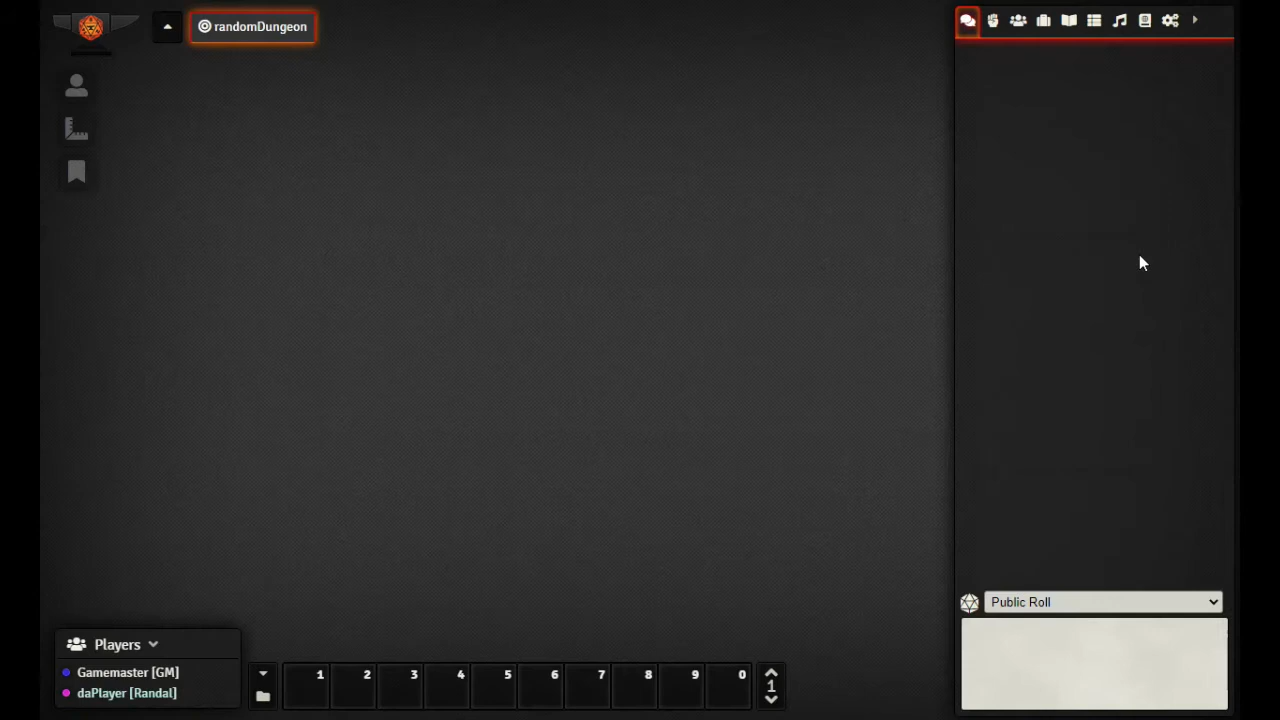 randomDungeon
Public Roll
Players
Gamemaster [GM]
daPlayer [Randal]
1 2 3 4 5 6 7 8 9 0
1